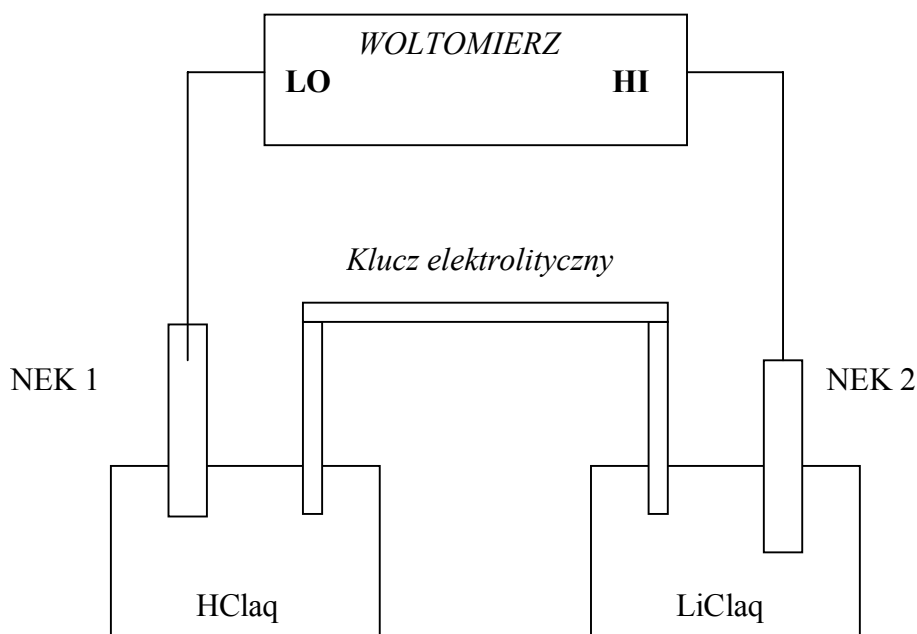 WOLTOMIERZ
LO HI
Klucz elektrolityczny
NEK 1
NEK 2
HClaq
LiClaq